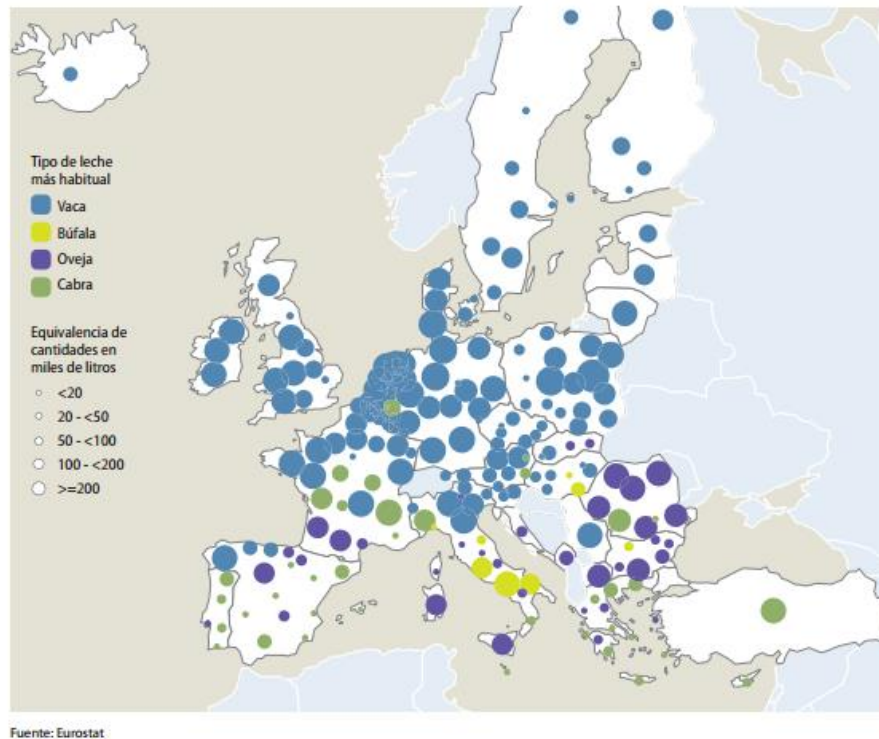 Tipo de leche
más habitual
Vaca
Búfala
Oveja
Cabra
Equivalencia de
cantidades en
miles de litros
<20
20 - <50
50 - <100
100 - <200
>=200
Fuente: Eurostat